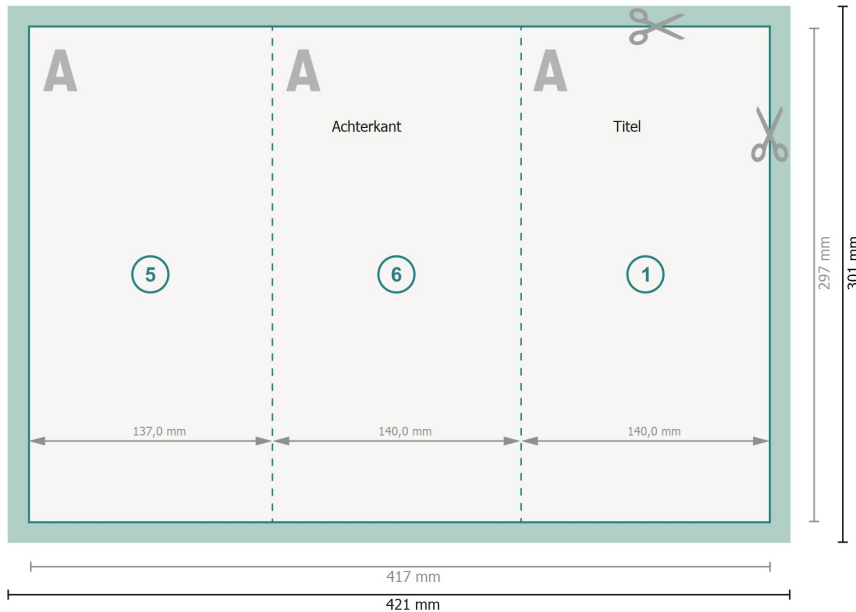 A
A
A
Achterkant
Titel
5
6
1
137,0 mm
140,0 mm
140,0 mm
297 mm
301 mm
417 mm
421 mm